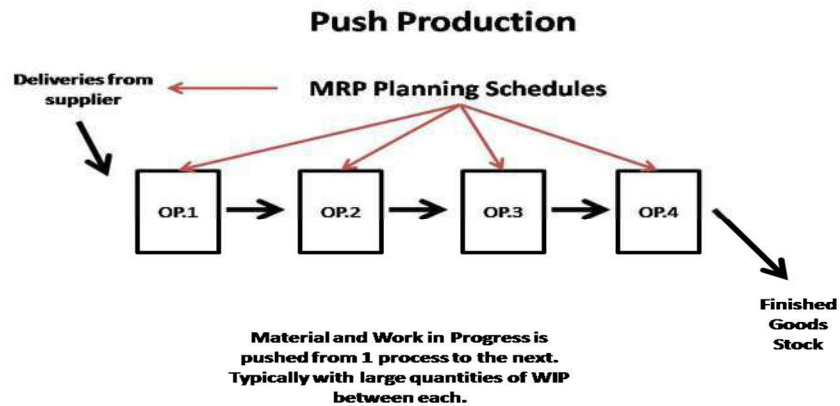 Push Production
Deliveries from
supplier
MRP Planning Schedules
OP.1
OP.2
OP.3
OP.4
Finished
Goods
Stock
Material and Work in Progress is
pushed from 1 process to the next.
Typically with large quantities of WIP
between each.